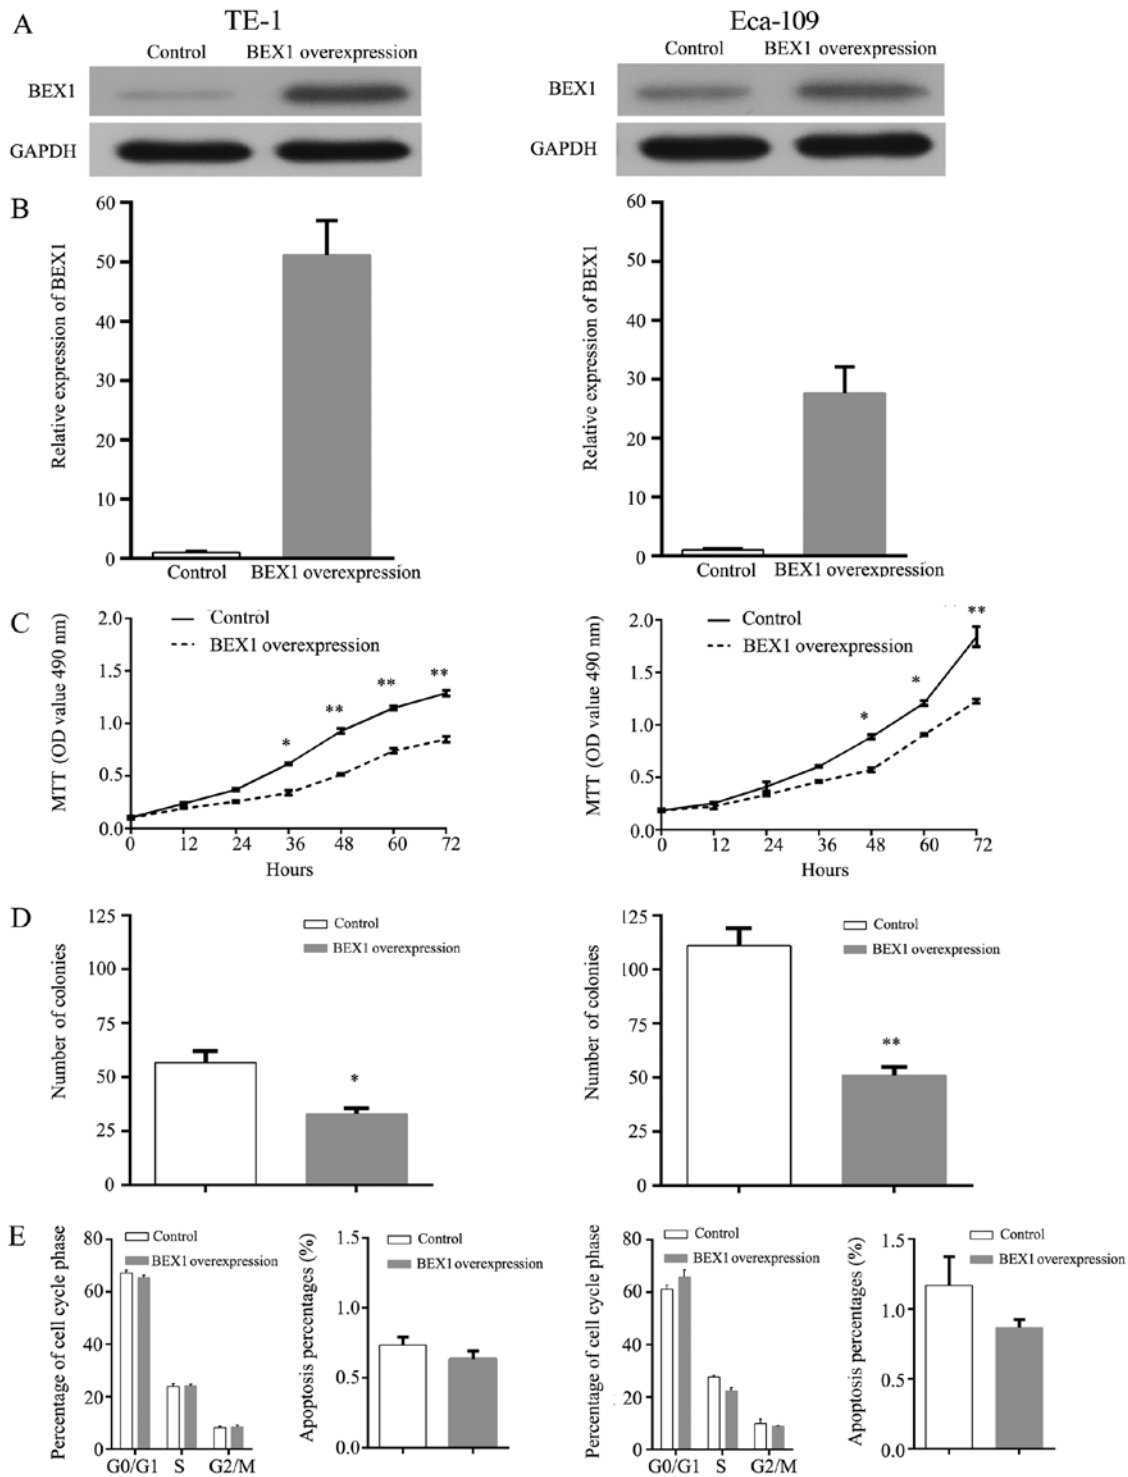 A
TE-1
Eca-109
Control BEX1 overexpression
Control BEX1 overexpression
BEX1
BEX1
GAPDH
GAPDH
B
Relative expression of BEX1
60
50
40
30
20
10
0
Control BEX1 overexpression
Relative expression of BEX1
60
50
40
30
20
10
0
Control BEX1 overexpression
C
MTT (OD value 490 nm)
Control
BEX1 overexpression
2.0
1.5
1.0
0.5
0.0
* ** ** **
0 12 24 36 48 60 72
Hours
MTT (OD value 490 nm)
Control
BEX1 overexpression
2.0
1.5
1.0
0.5
0.0
* * **
0 12 24 36 48 60 72
Hours
D
Number of colonies
125
100
75
50
25
0
Control
BEX1 overexpression
*
Number of colonies
125
100
75
50
25
0
Control
BEX1 overexpression
**
E
Percentage of cell cycle phase
80
60
40
20
0
Control
BEX1 overexpression
G0/G1 S G2/M
Apoptosis percentages (%)
1.5
1.0
0.5
0.0
Control
BEX1 overexpression
Percentage of cell cycle phase
80
60
40
20
0
Control
BEX1 overexpression
G0/G1 S G2/M
Apoptosis percentages (%)
1.5
1.0
0.5
0.0
Control
BEX1 overexpression